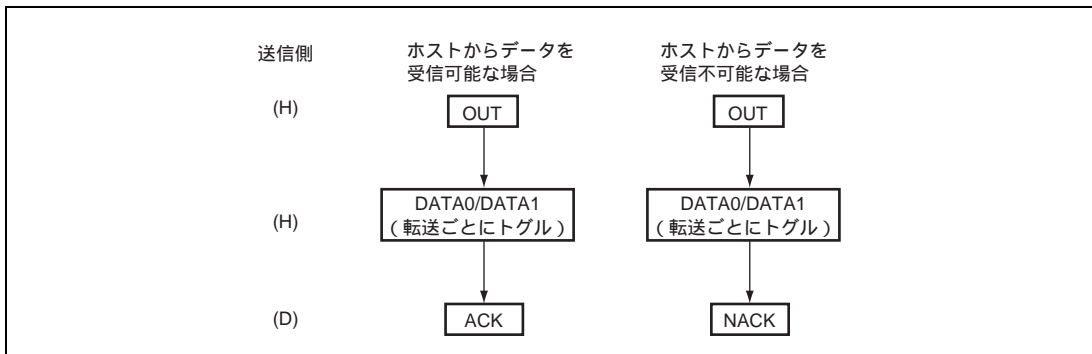 送信側
ホストからデータを
受信可能な場合
ホストからデータを
受信不可能な場合
(H)
OUT
OUT
(H)
DATA0/DATA1
(転送ごとにトグル)
DATA0/DATA1
(転送ごとにトグル)
(D)
ACK
NACK